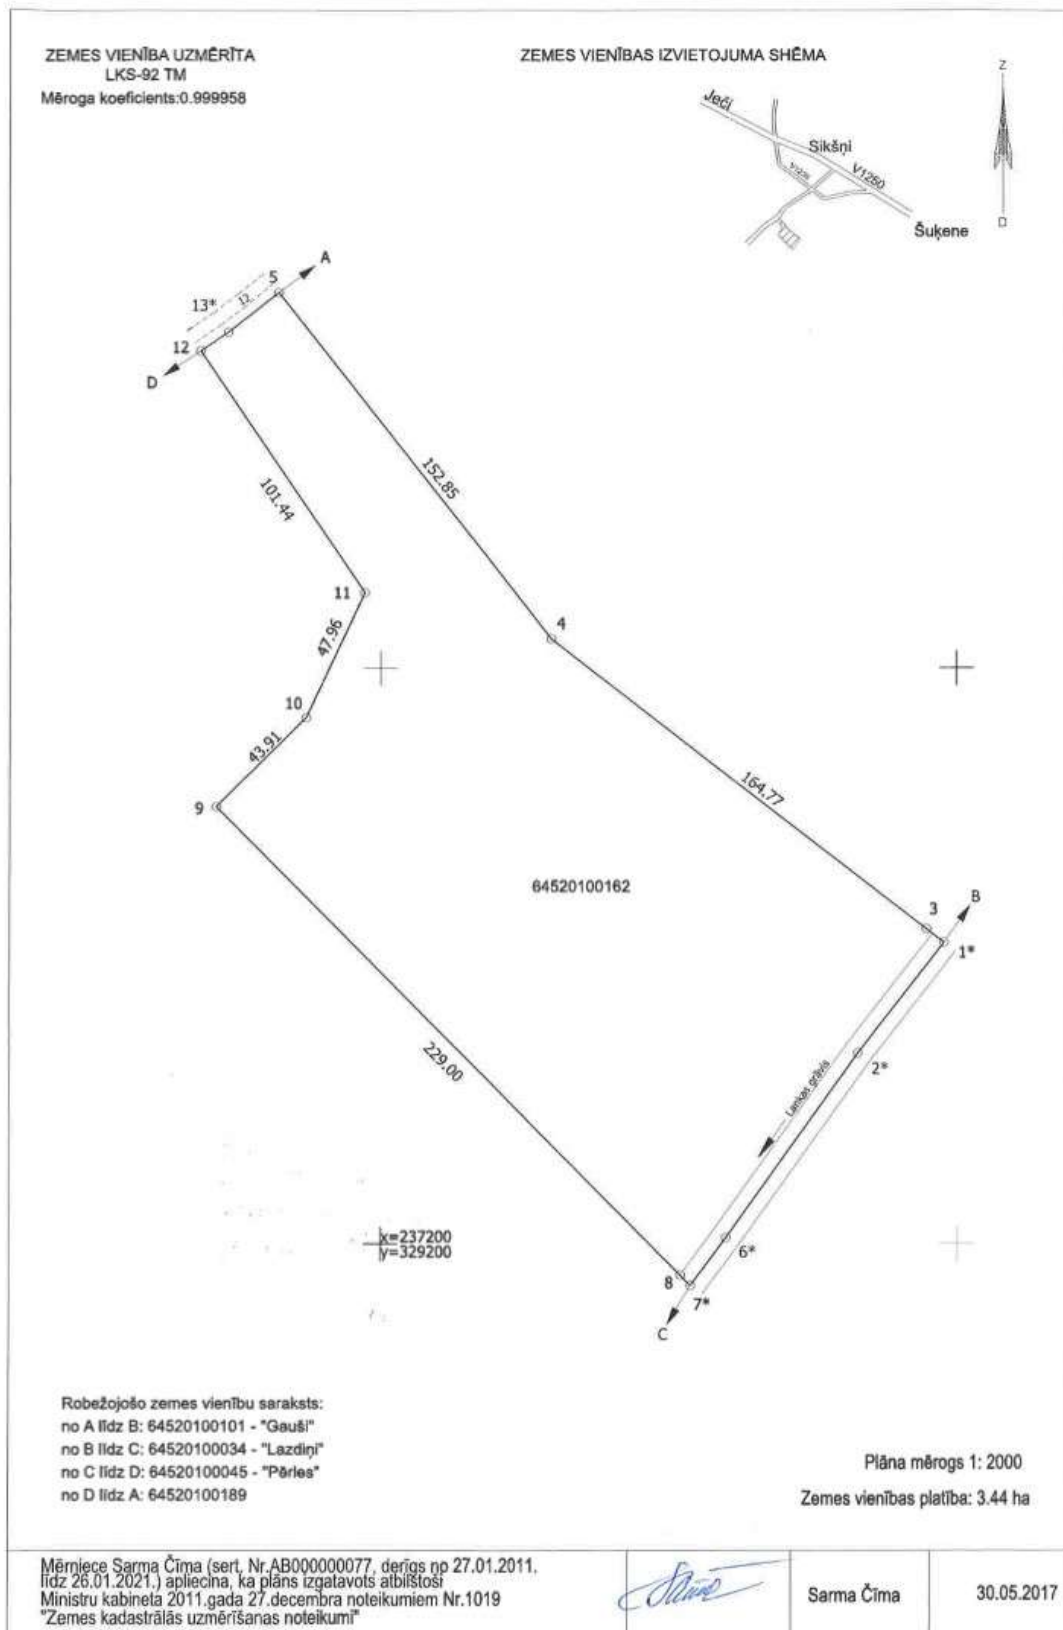 ZEMES VIENĪBA UZMĒRĪTA
LKS-92 TM
Mēroga koeficients:0.999958
ZEMES VIENĪBAS IZVIETOJUMA SHĒMA
Z
Ječi
Sikšņi
V1250
Šuķene
D
A
5
13*
12
12
D
152.85
101.44
11
47.96
4
10
43.91
164.77
9
64520100162
3
B
1*
2*
Lankas grāvis
229.00
x=237200
y=329200
6*
8
7*
C
Robežojošo zemes vienību saraksts:
no A līdz B: 64520100101 - "Gauši"
no B līdz C: 64520100034 - "Lazdiņi"
no C līdz D: 64520100045 - "Pērles"
no D līdz A: 64520100189
Plāna mērogs 1: 2000
Zemes vienības platība: 3.44 ha
Mērniece Sarma Čīma (sert. Nr.AB000000077, derīgs no 27.01.2011.
līdz 26.01.2021.) apliecina, ka plāns izgatavots atbilstoši
Ministru kabineta 2011.gada 27.decembra noteikumiem Nr.1019
"Zemes kadastrālās uzmērīšanas noteikumi"
Sarma Čīma
30.05.2017